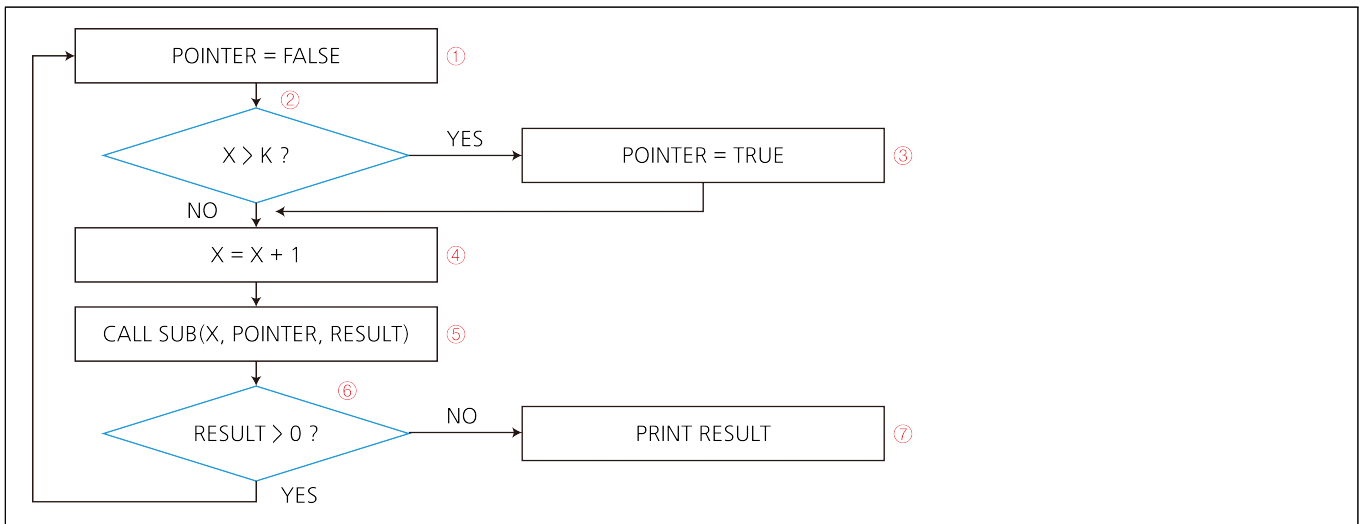 POINTER = FALSE
①
②
X > K ?
YES
POINTER = TRUE
③
NO
X = X + 1
④
CALL SUB(X, POINTER, RESULT)
⑤
⑥
RESULT > 0 ?
NO
PRINT RESULT
⑦
YES